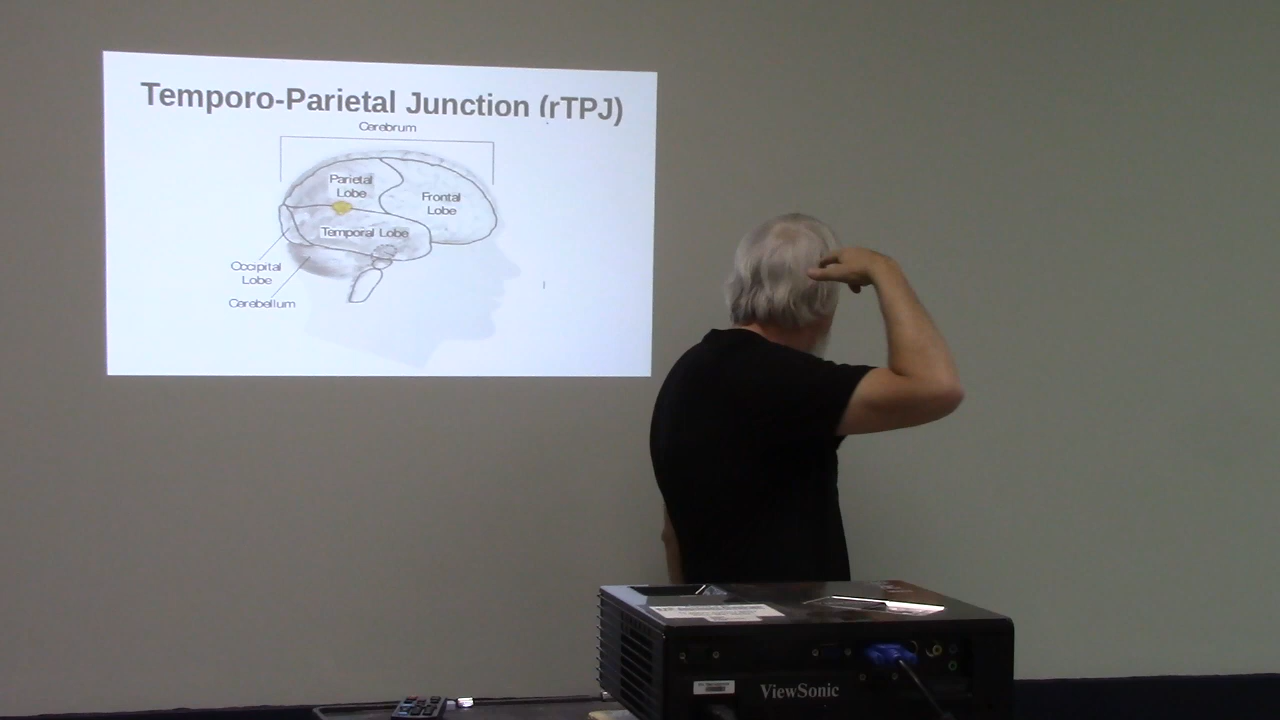 Temporo-Parietal Junction (rTPJ)
Cerebrum
Parietal
Lobe
Frontal
Lobe
Temporal Lobe
Occipital
Lobe
Cerebellum
ViewSonic